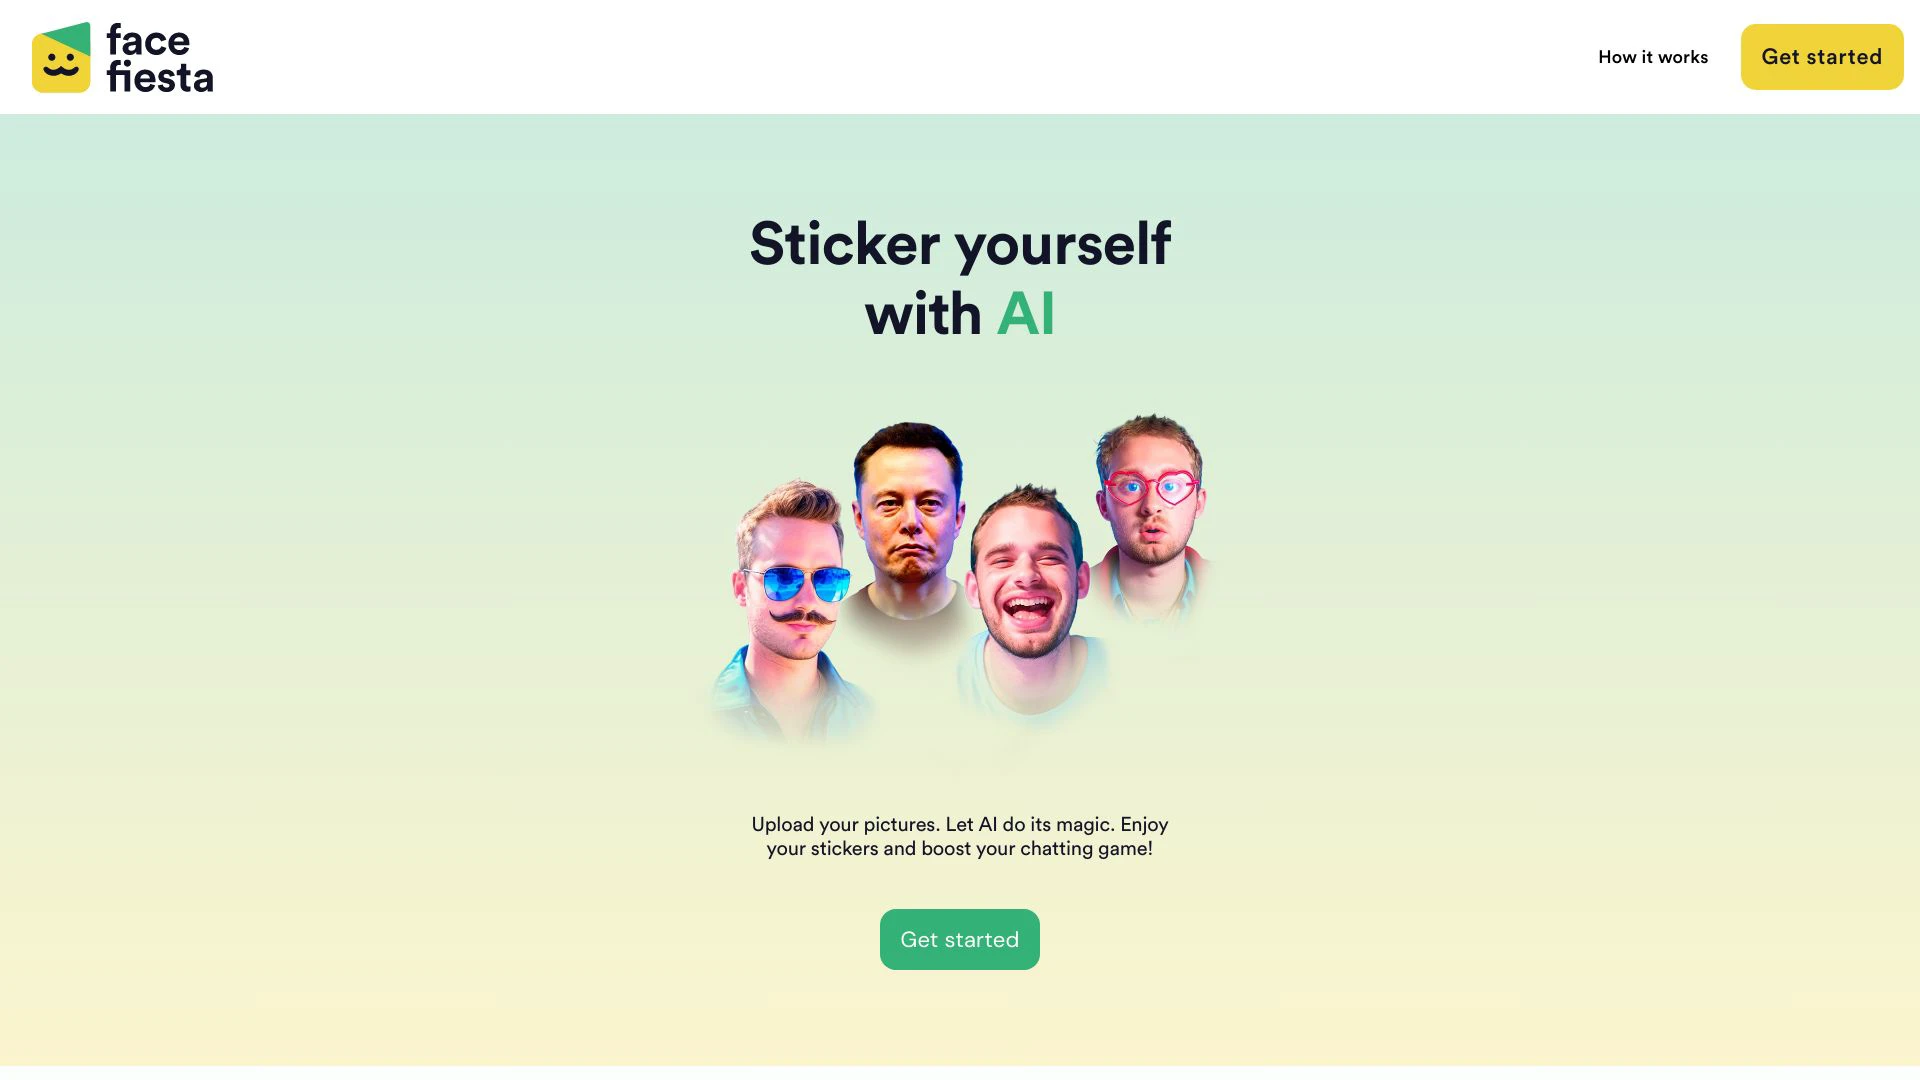 face
fiesta
How it works
Get started
Sticker yourself
with AI
Upload your pictures. Let AI do its magic. Enjoy
your stickers and boost your chatting game!
Get started